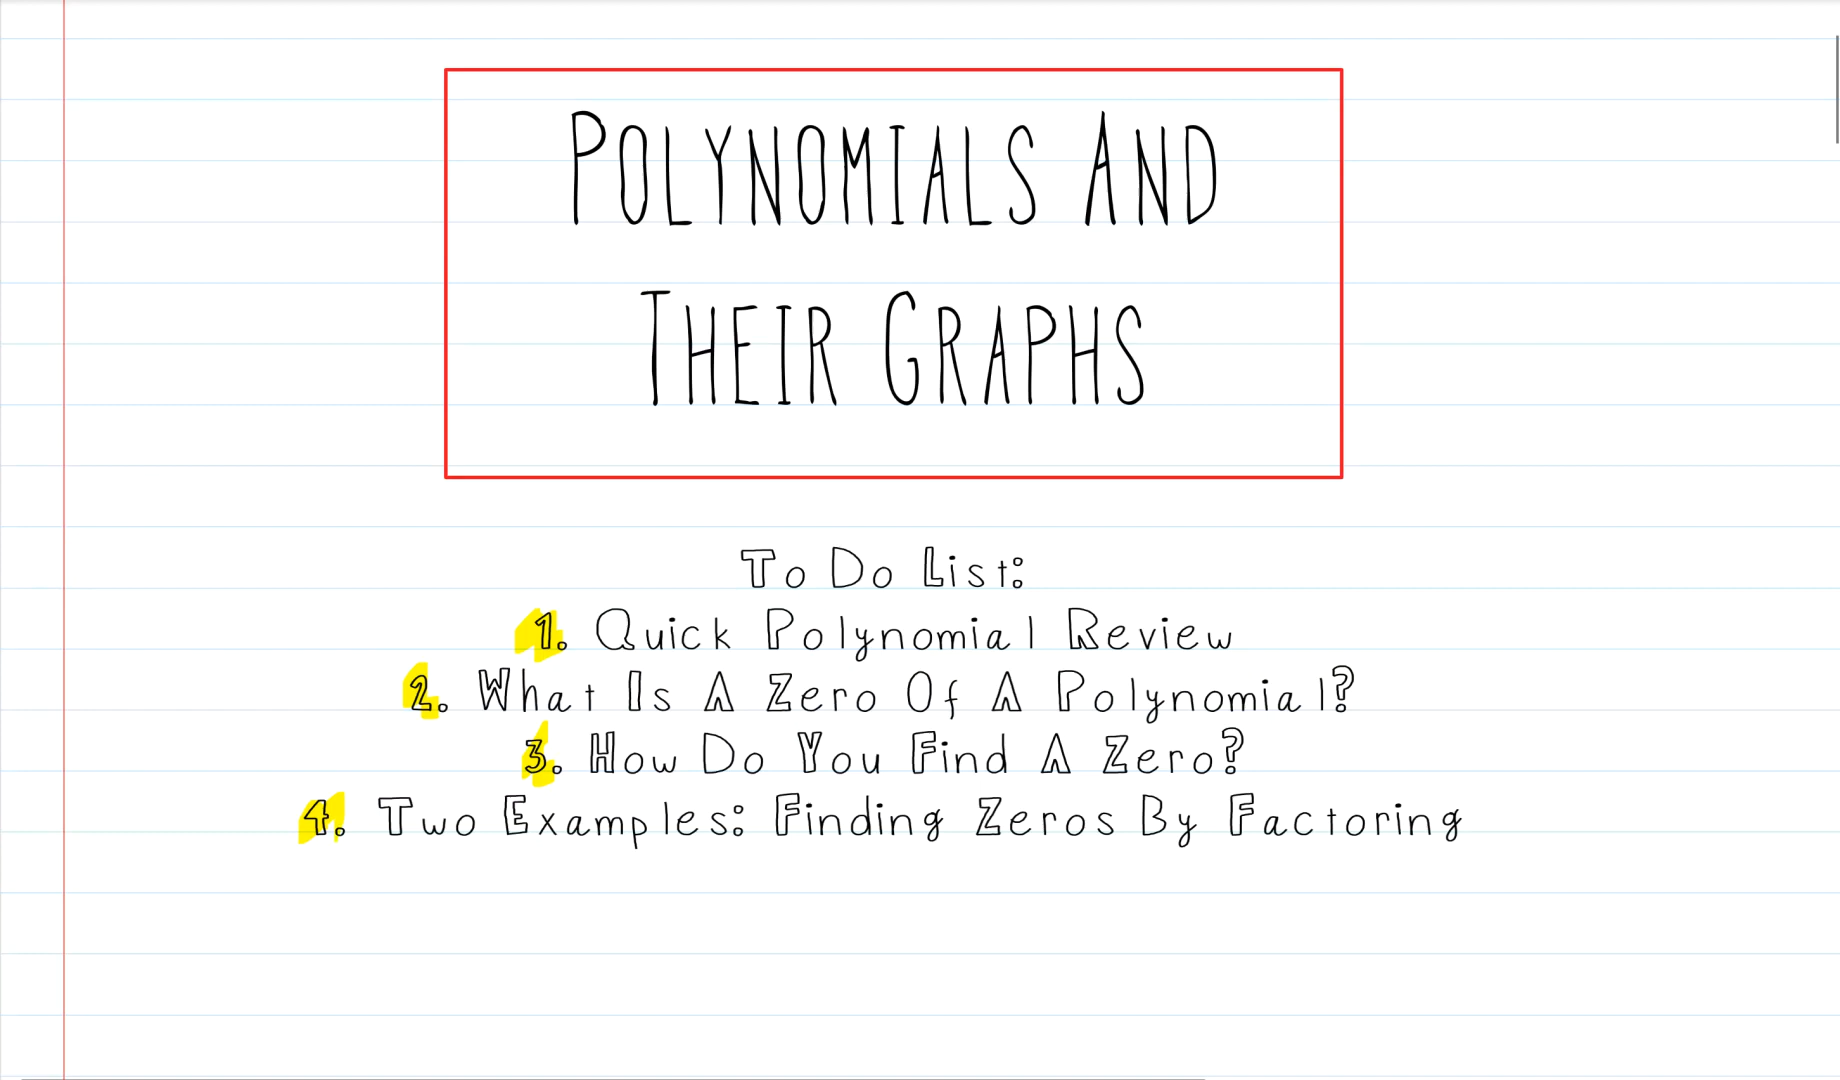 Polynomials And
Their Graphs
To Do List:
1. Quick Polynomial Review
2. What Is A Zero Of A Polynomial?
3. How Do You Find A Zero?
4. Two Examples: Finding Zeros By Factoring